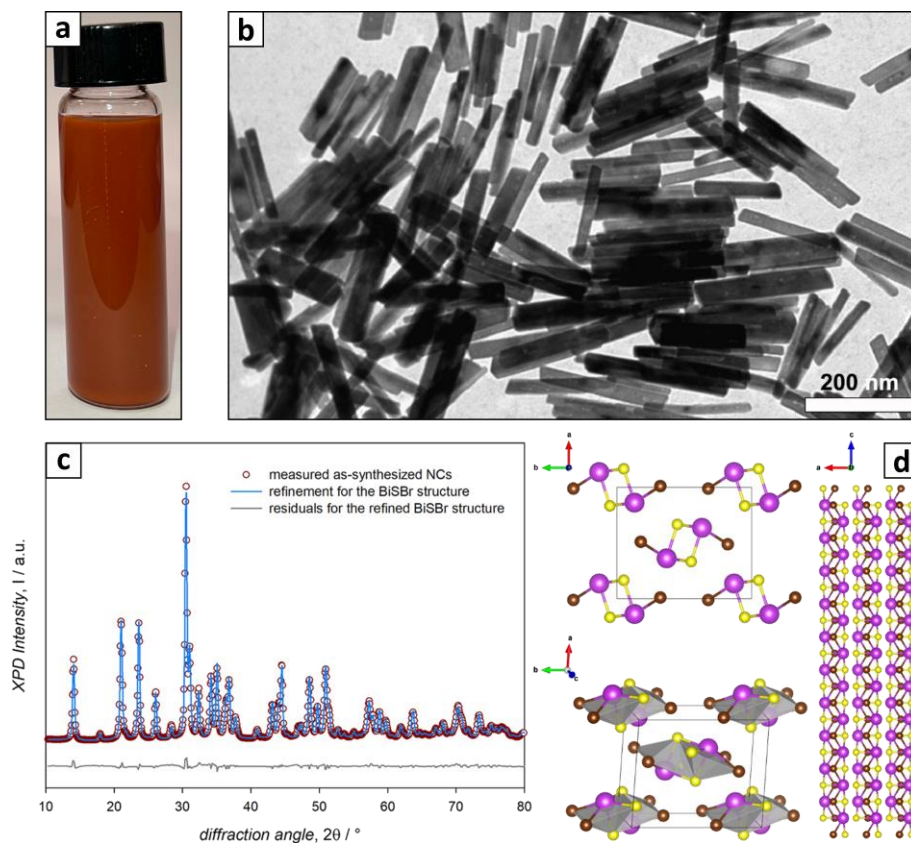 a
b
200 nm
c
measured as-synthesized NCs
refinement for the BiSBr structure
residuals for the refined BiSBr structure
XPD Intensity, I / a.u.
10 20 30 40 50 60 70 80
diffraction angle, 2θ / °
d
a
b
c
a
a
b
c